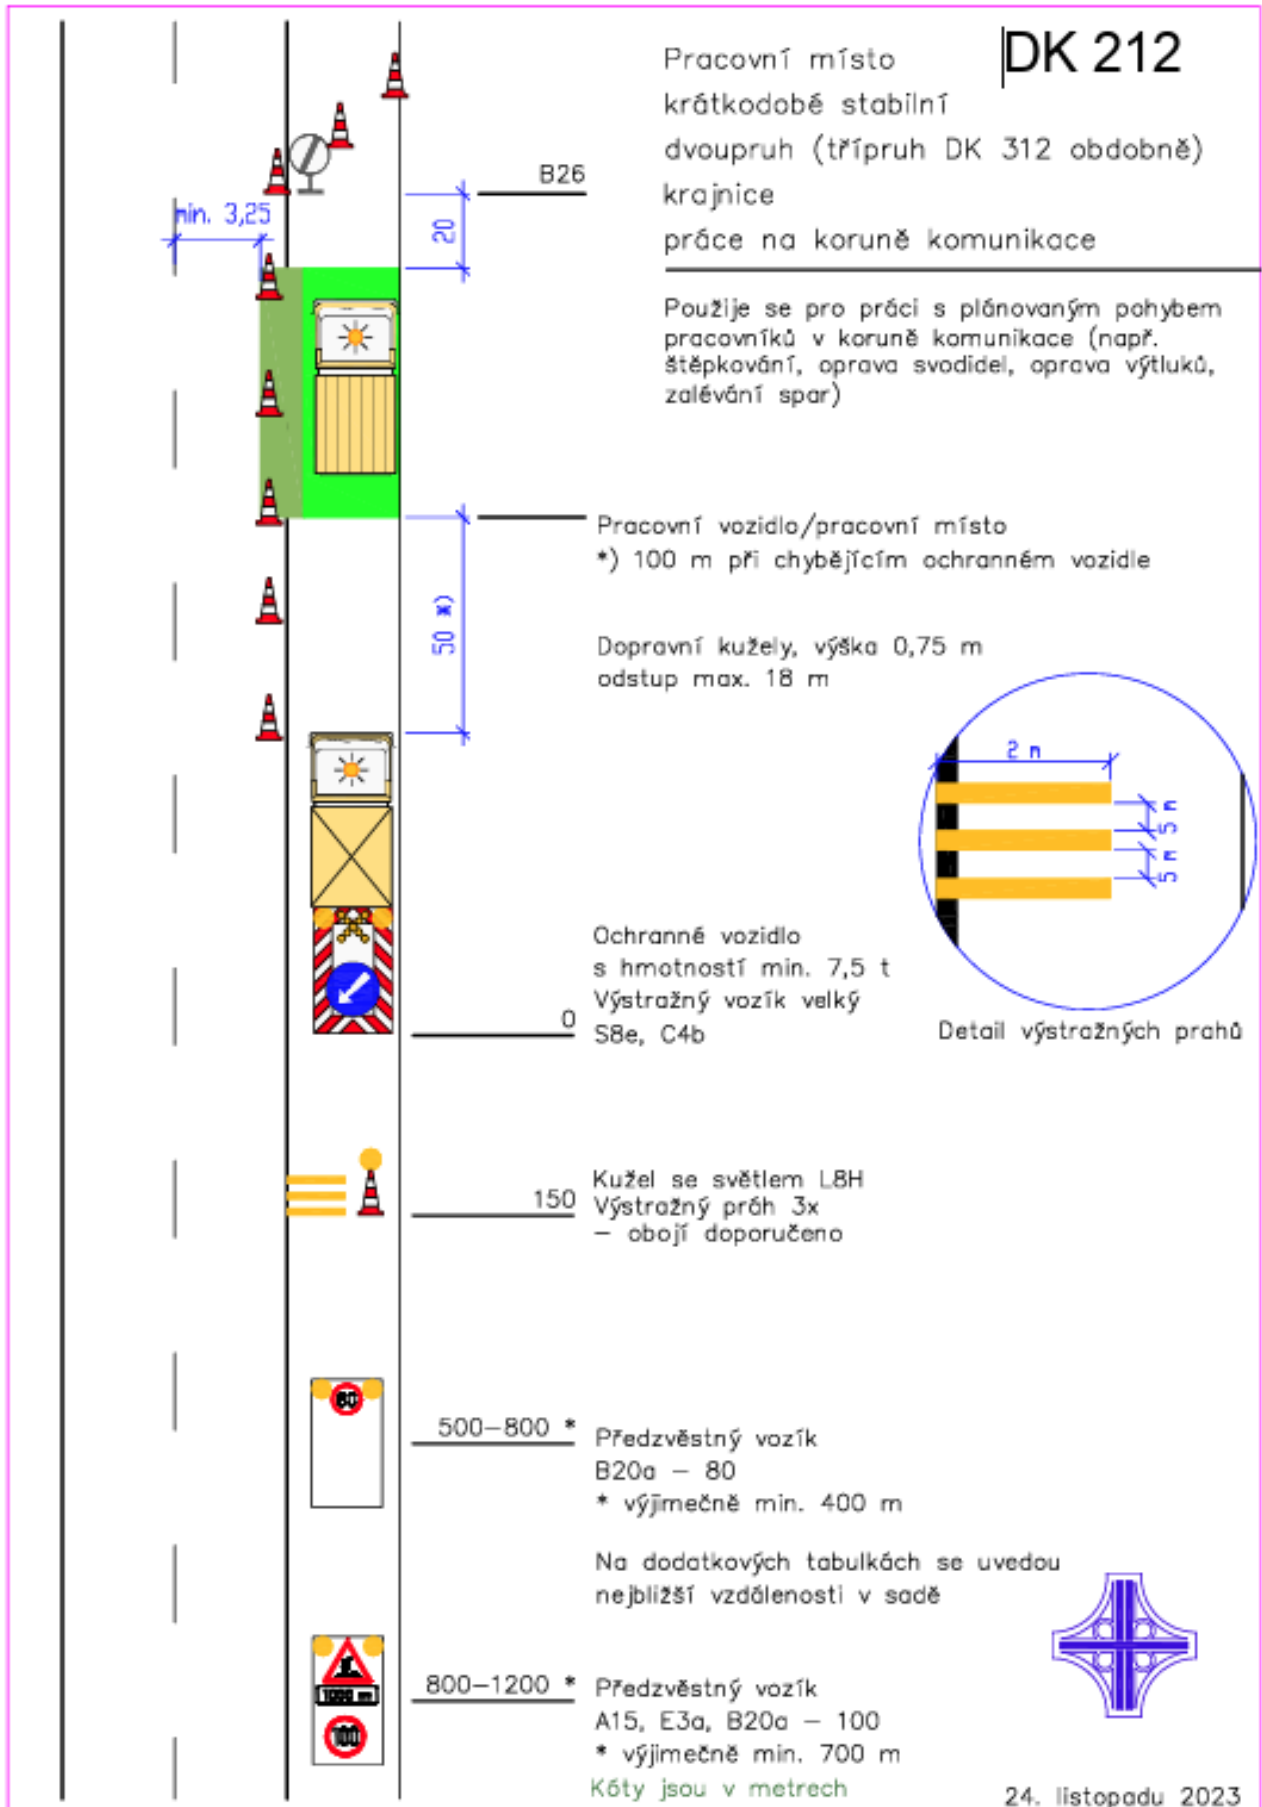 DK 212
Pracovní místo
krátkodobé stabilní
dvoupruh (třípruh DK 312 obdobně)
krajnice
práce na koruně komunikace
B26
min. 3,25
20
Použije se pro práci s plánovaným pohybem
pracovníků v koruně komunikace (např.
štěpkování, oprava svodidel, oprava výtluků,
zalévání spar)
Pracovní vozidlo/pracovní místo
*) 100 m při chybějícím ochranném vozidle
50 *)
Dopravní kužely, výška 0,75 m
odstup max. 18 m
2 m
5 m
5 m
Detail výstražných prahů
Ochranné vozidlo
s hmotností min. 7,5 t
Výstražný vozík velký
0
S8e, C4b
Kužel se světlem L8H
150
Výstražný práh 3x
– obojí doporučeno
80
500–800 *
Předzvěstný vozík
B20a – 80
* výjimečně min. 400 m
Na dodatkových tabulkách se uvedou
nejbližší vzdálenosti v sadě
1000 m
100
800–1200 *
Předzvěstný vozík
A15, E3a, B20a – 100
* výjimečně min. 700 m
Kóty jsou v metrech
24. listopadu 2023